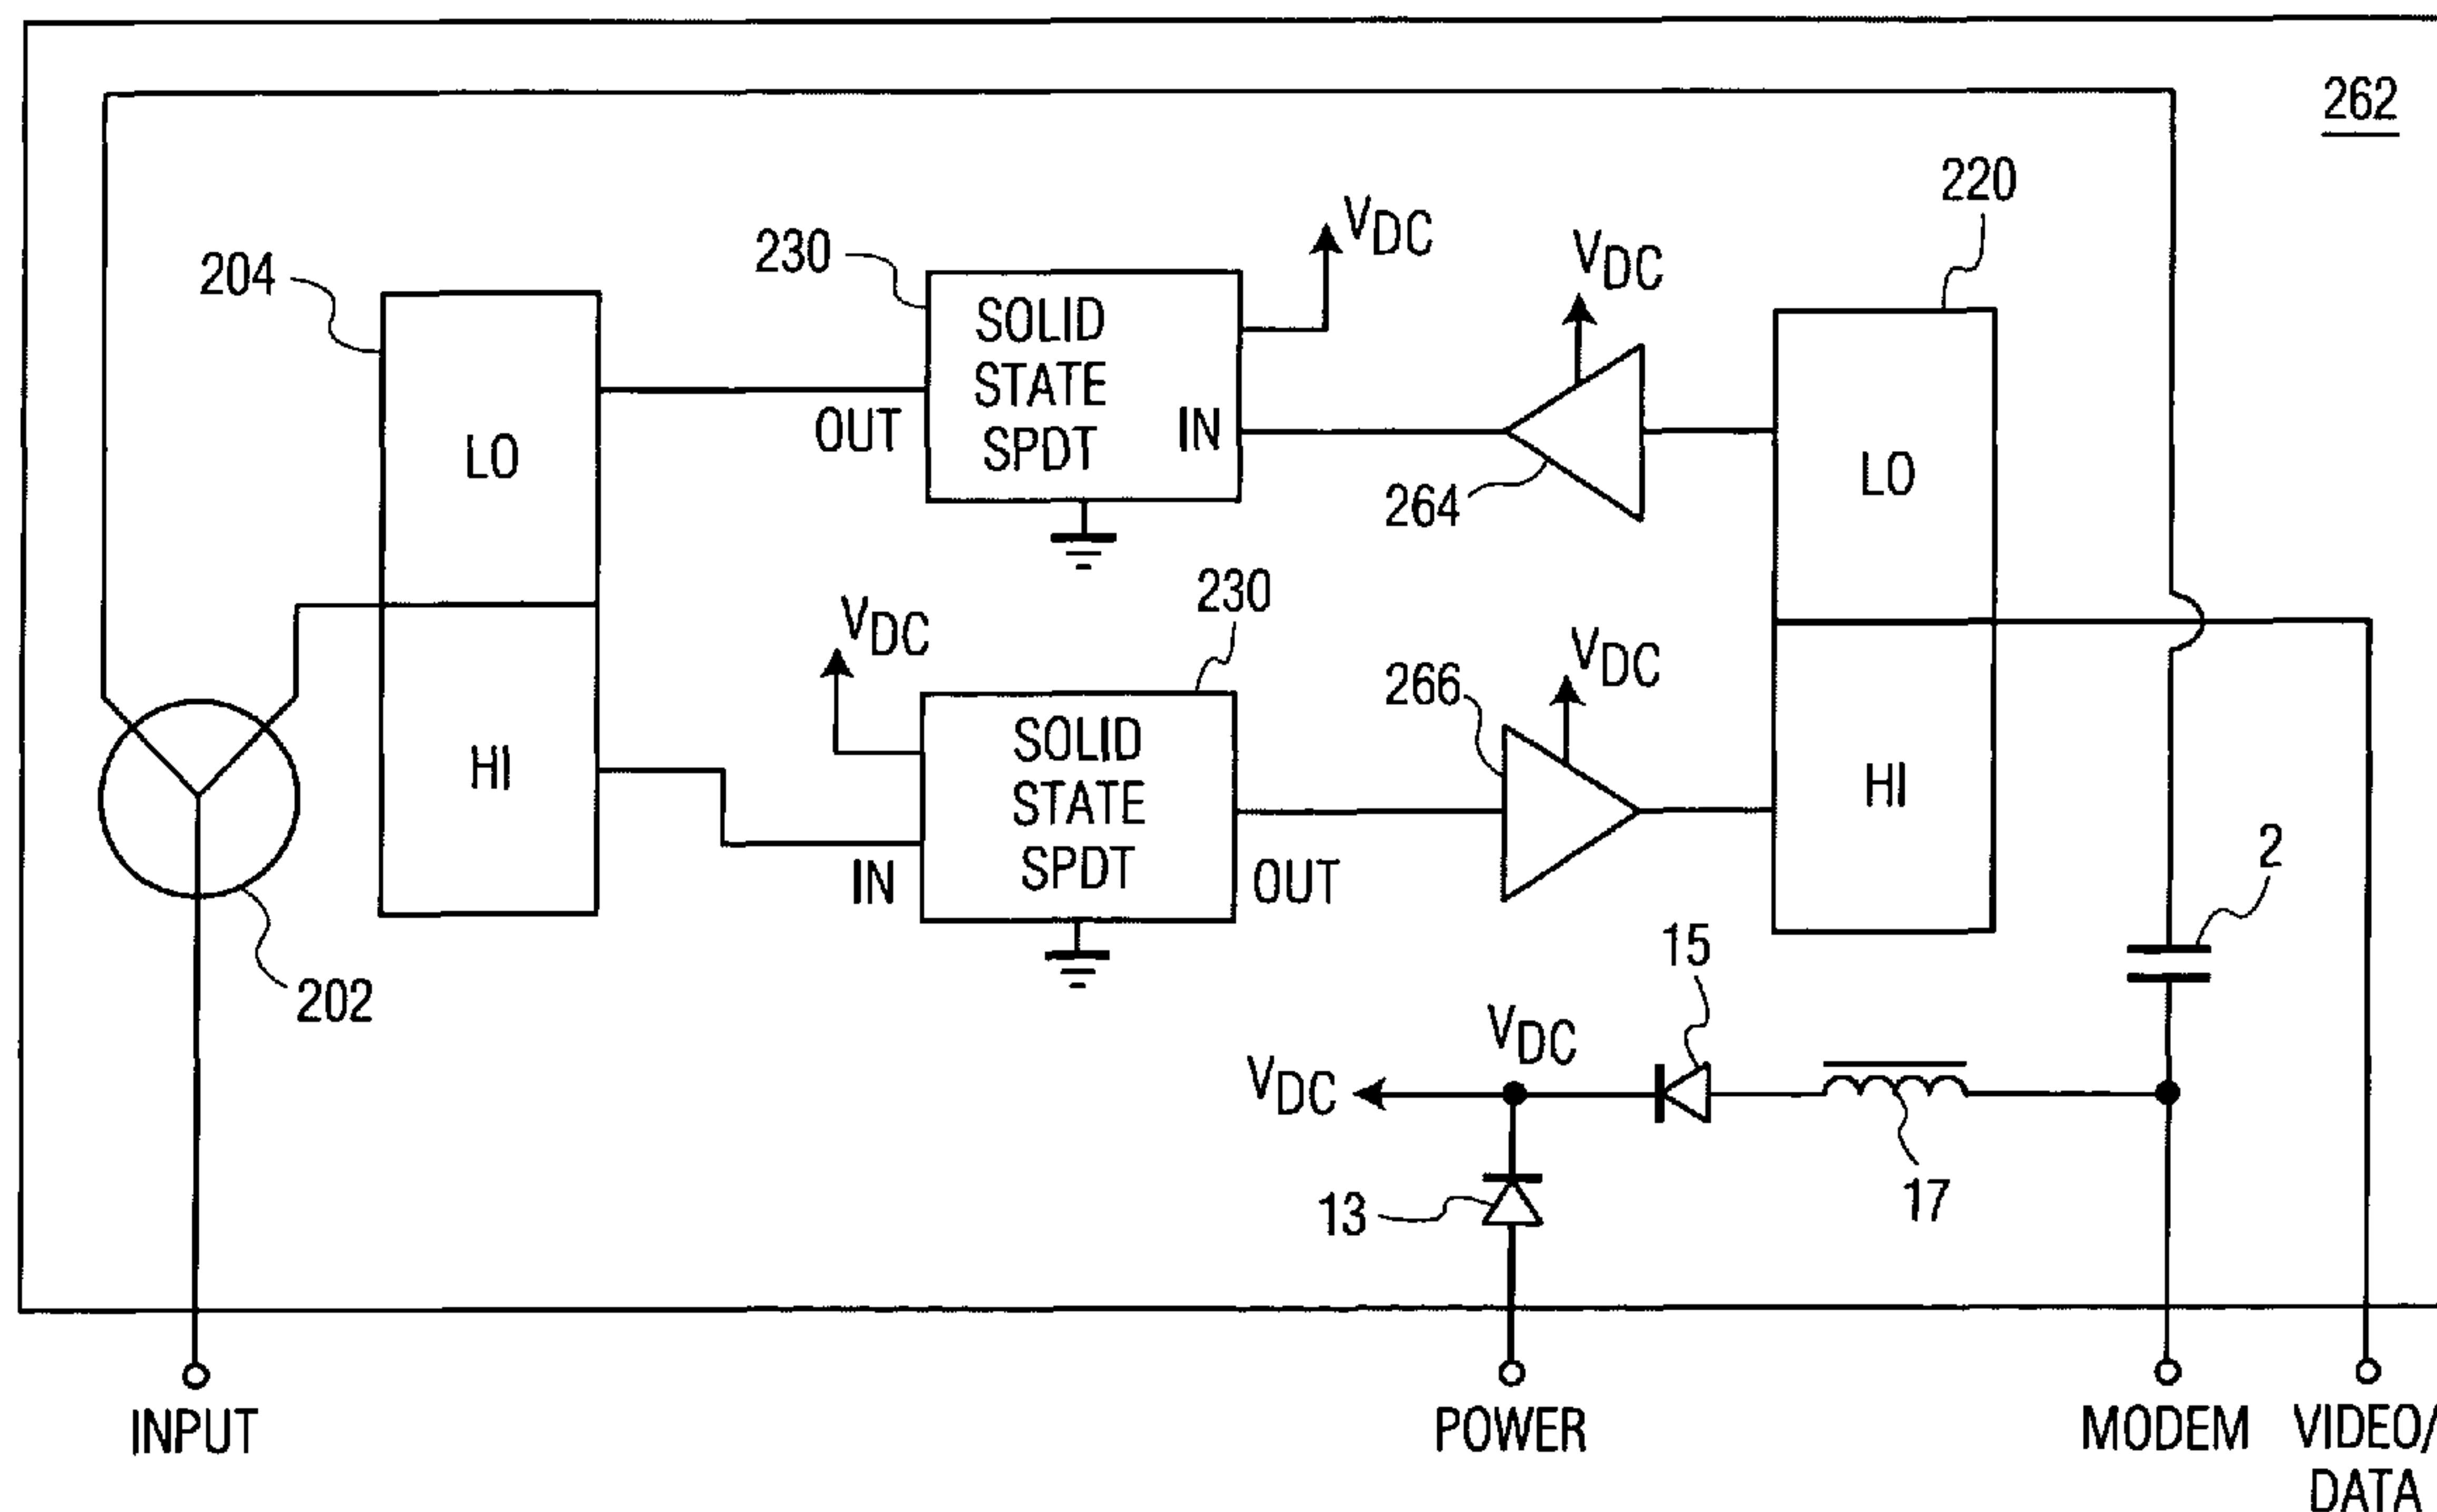 262
220
VDC
230
204
VDC
SOLID
STATE
SPDT
OUT
IN
LO
264
LO
230
VDC
VDC
266
SOLID
STATE
SPDT
HI
HI
IN
OUT
2
15
202
VDC
VDC
13
17
INPUT
POWER
MODEM
VIDEO/
DATA